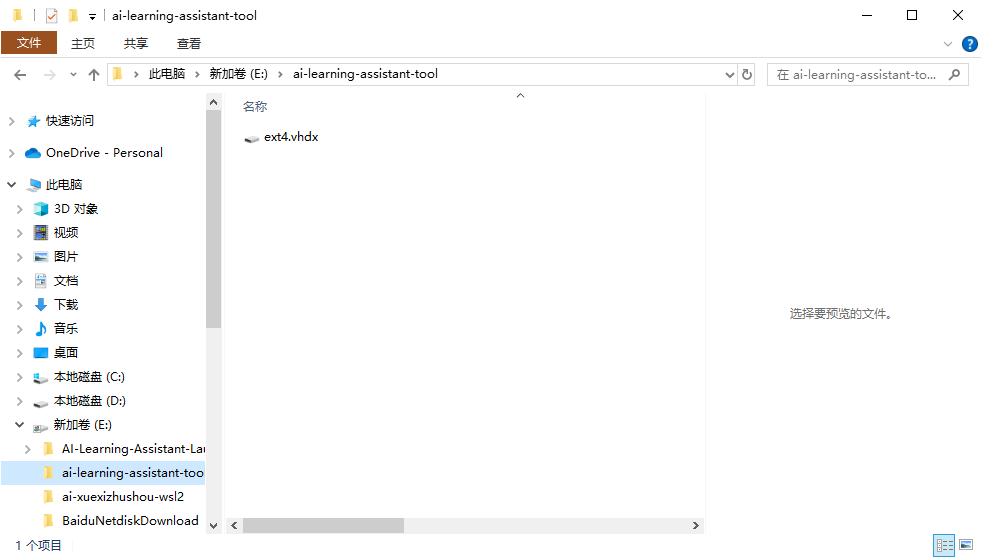 ai-learning-assistant-tool
文件 主页 共享 查看
此电脑 新加卷 (E:) ai-learning-assistant-tool
在 ai-learning-assistant-to...
名称
ext4.vhdx
快速访问
OneDrive - Personal
此电脑
3D 对象
视频
图片
文档
下载
音乐
桌面
本地磁盘 (C:)
本地磁盘 (D:)
新加卷 (E:)
AI-Learning-Assistant-Lau
ai-learning-assistant-too
ai-xuexizhushou-wsl2
BaiduNetdiskDownload
选择要预览的文件。
1 个项目